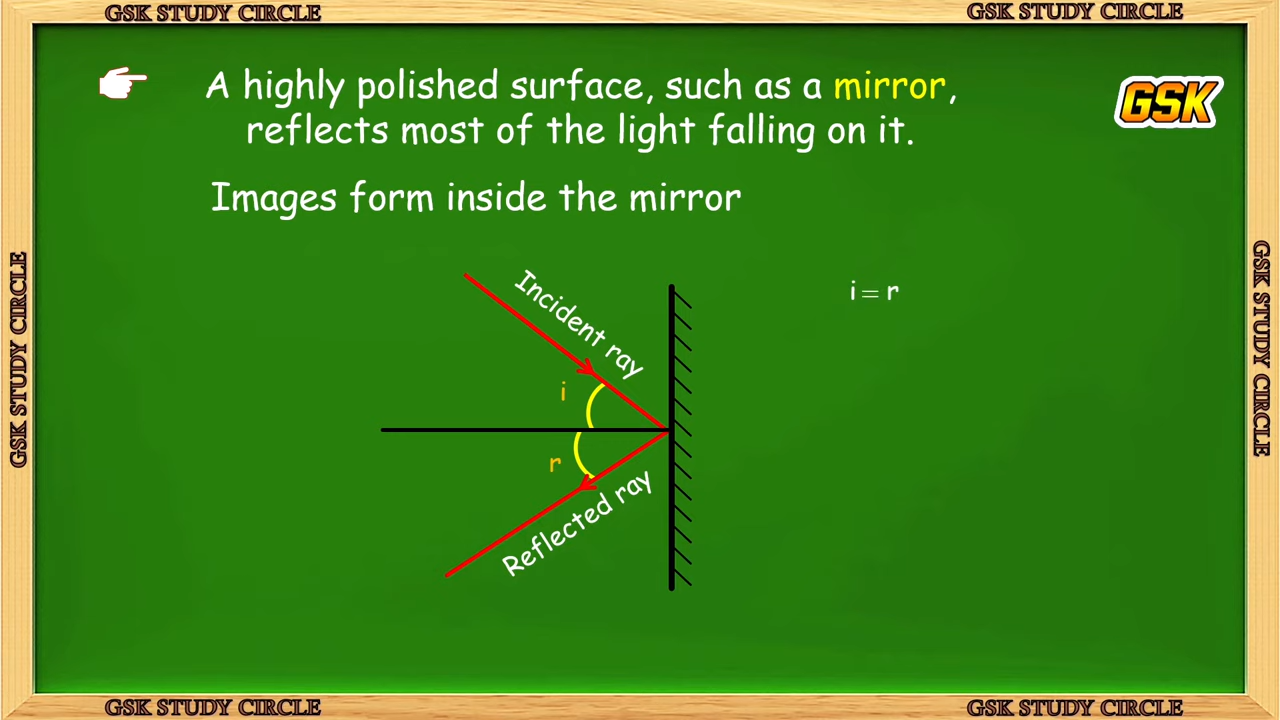 GSK STUDY CIRCLE
GSK STUDY CIRCLE
A highly polished surface, such as a mirror,
reflects most of the light falling on it.
GSK
Images form inside the mirror
GSK STUDY CIRCLE
GSK STUDY CIRCLE
Incident ray
i = r
i
r
Reflected ray
GSK STUDY CIRCLE
GSK STUDY CIRCLE